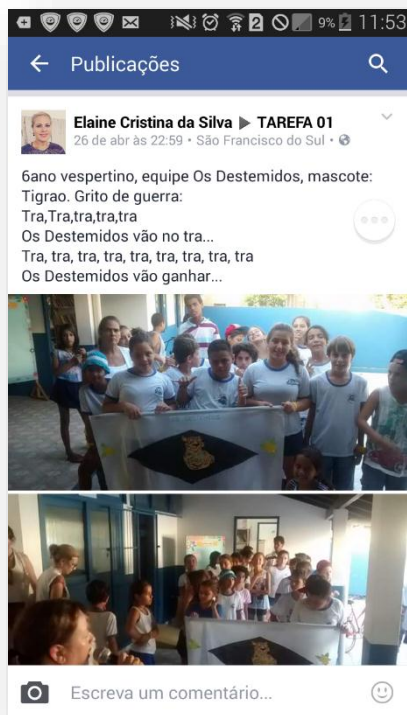 2 9% 11:53
Publicações
Elaine Cristina da Silva ▶ TAREFA 01
26 de abr às 22:59 • São Francisco do Sul •
6ano vespertino, equipe Os Destemidos, mascote:
Tigrao. Grito de guerra:
Tra,Tra,tra,tra,tra
Os Destemidos vão no tra...
Tra, tra, tra, tra, tra, tra, tra, tra, tra
Os Destemidos vão ganhar...
Escreva um comentário...